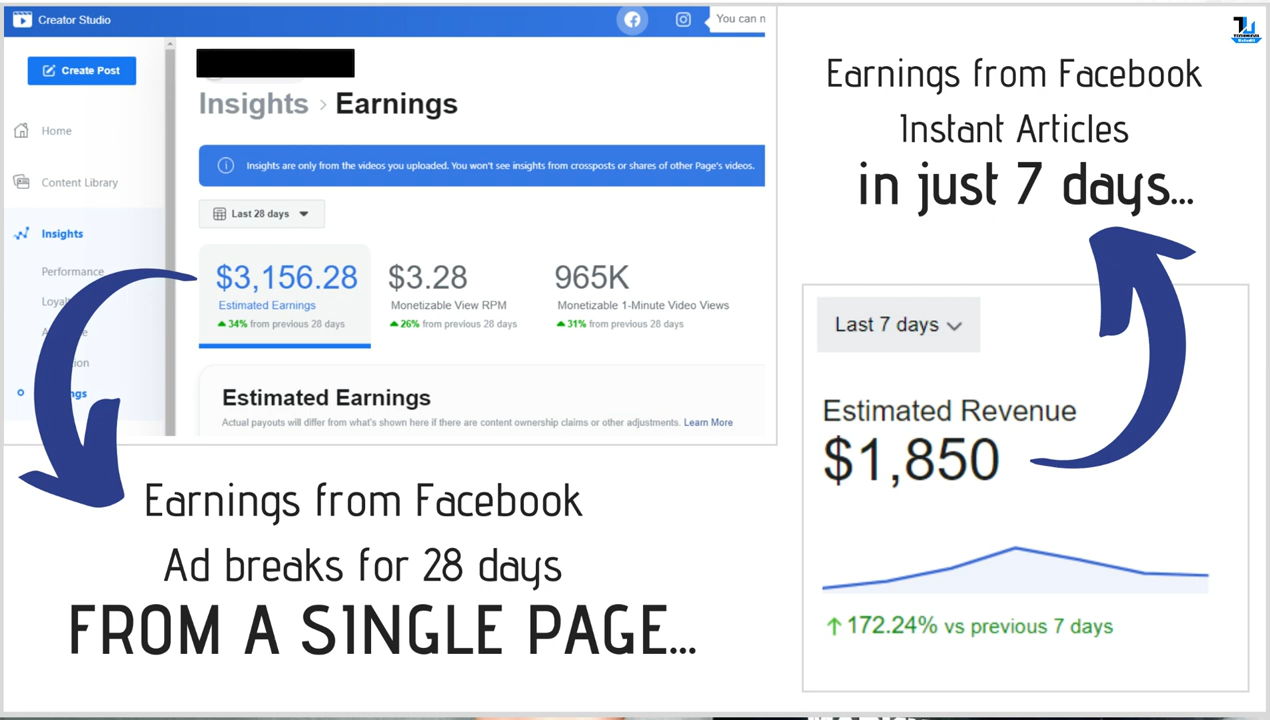 Creator Studio
You can n
Create Post
Home
Content Library
Insights
Performance
Insights › Earnings
Insights are only from the videos you uploaded. You won't see insights from crossposts or shares of other Page's videos.
Last 28 days
$3,156.28
Estimated Earnings
34% from previous 28 days
$3.28
Monetizable View RPM
26% from previous 28 days
965K
Monetizable 1-Minute Video Views
31% from previous 28 days
Estimated Earnings
Actual payouts will differ from what's shown here if there are content ownership claims or other adjustments. Learn More
Earnings from Facebook
Ad breaks for 28 days
FROM A SINGLE PAGE...
Earnings from Facebook
Instant Articles
in just 7 days...
Last 7 days
Estimated Revenue
$1,850
↑ 172.24% vs previous 7 days